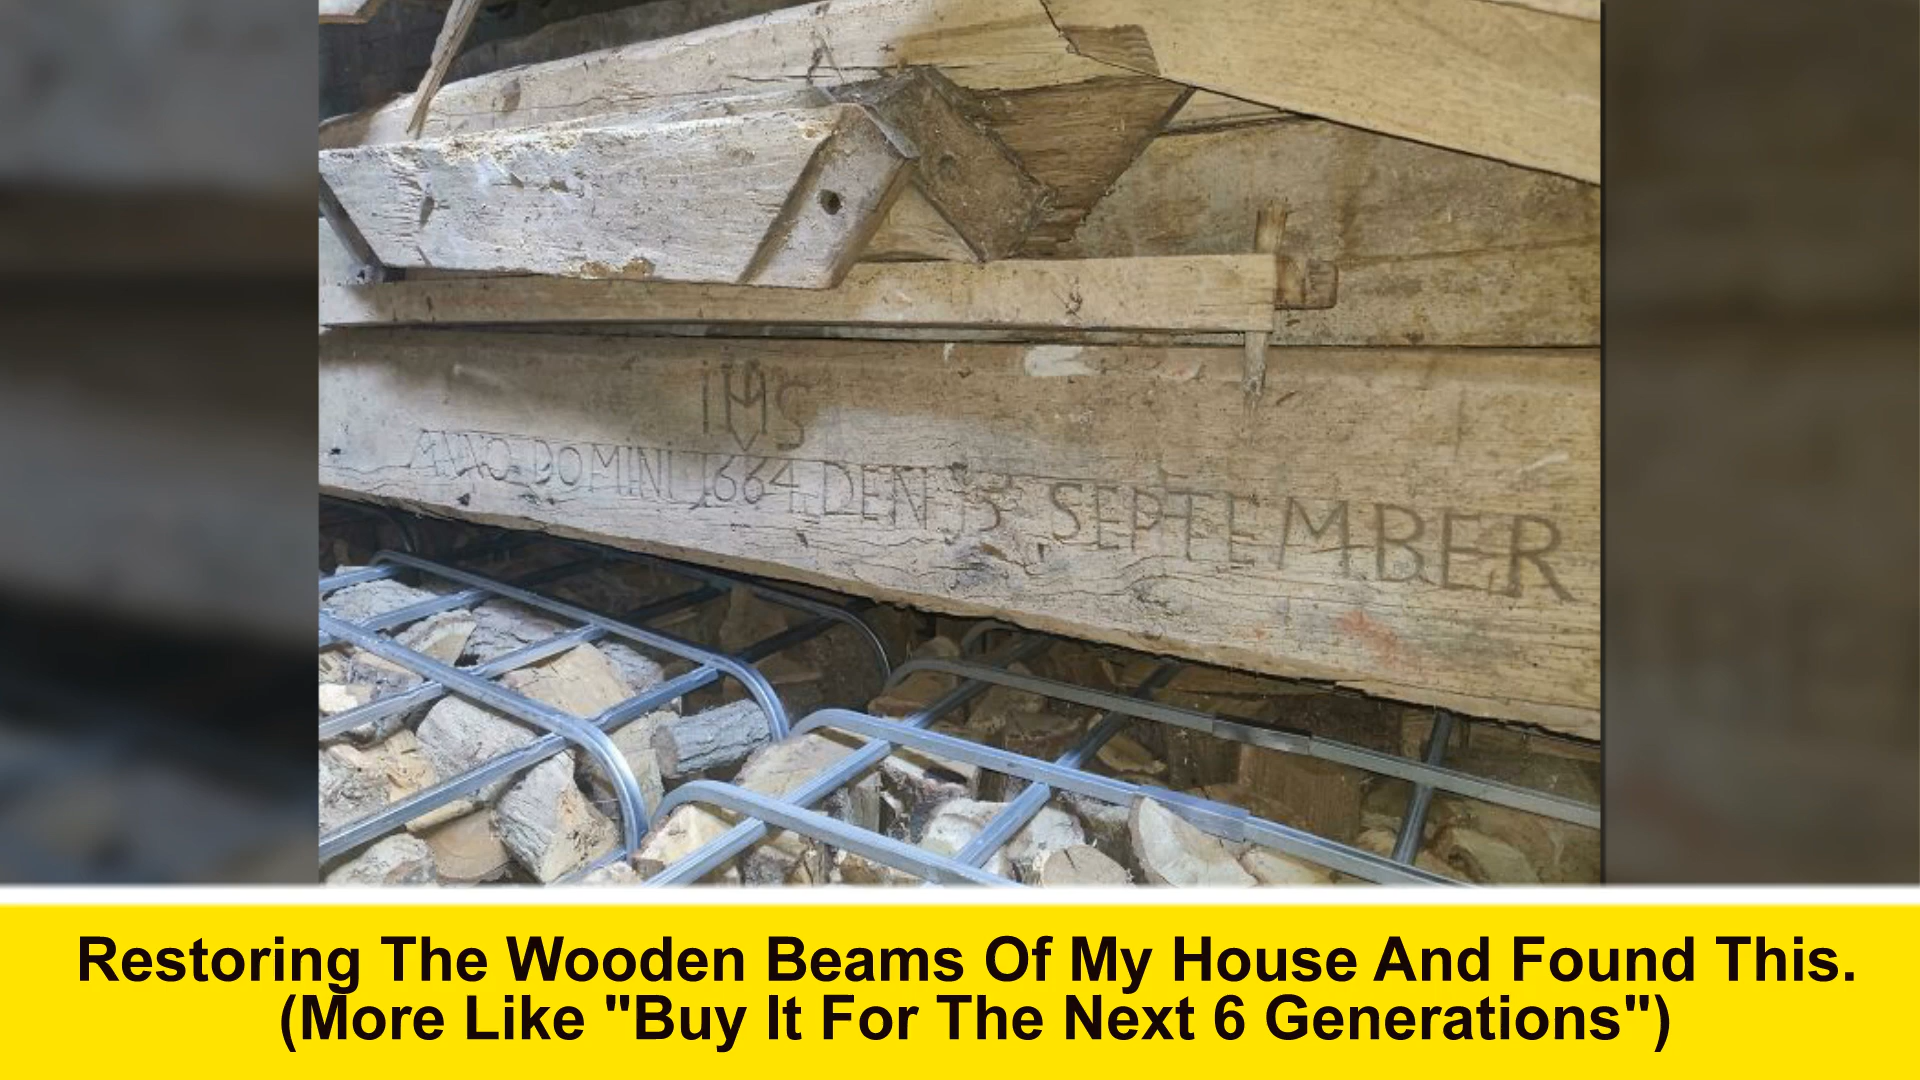 IHS
ANNO DOMINI 1664 DEN SEPTEMBER
Restoring The Wooden Beams Of My House And Found This.
(More Like "Buy It For The Next 6 Generations")